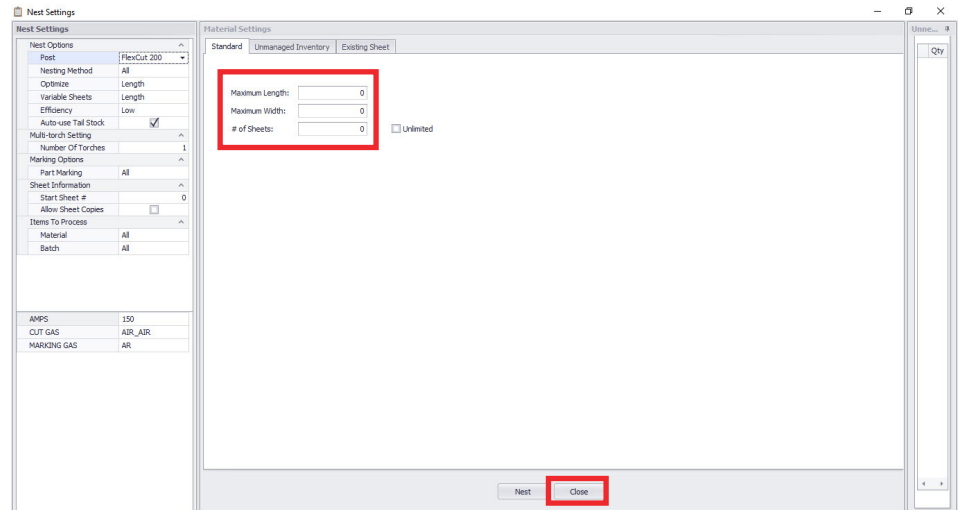 Nest Settings
Nest Settings
Nest Options
Post FlexCut 200
Nesting Method All
Optimize Length
Variable Sheets Length
Efficiency Low
Auto-use Tail Stock
Multi-torch Setting
Number Of Torches 1
Marking Options
Part Marking All
Sheet Information
Start Sheet # 0
Allow Sheet Copies
Items To Process
Material All
Batch All
AMPS 150
CUT GAS AIR_AIR
MARKING GAS AR
Material Settings
Standard Unmanaged Inventory Existing Sheet
Maximum Length: 0
Maximum Width: 0
# of Sheets: 0 Unlimited
Nest Close
Unne...
Qty